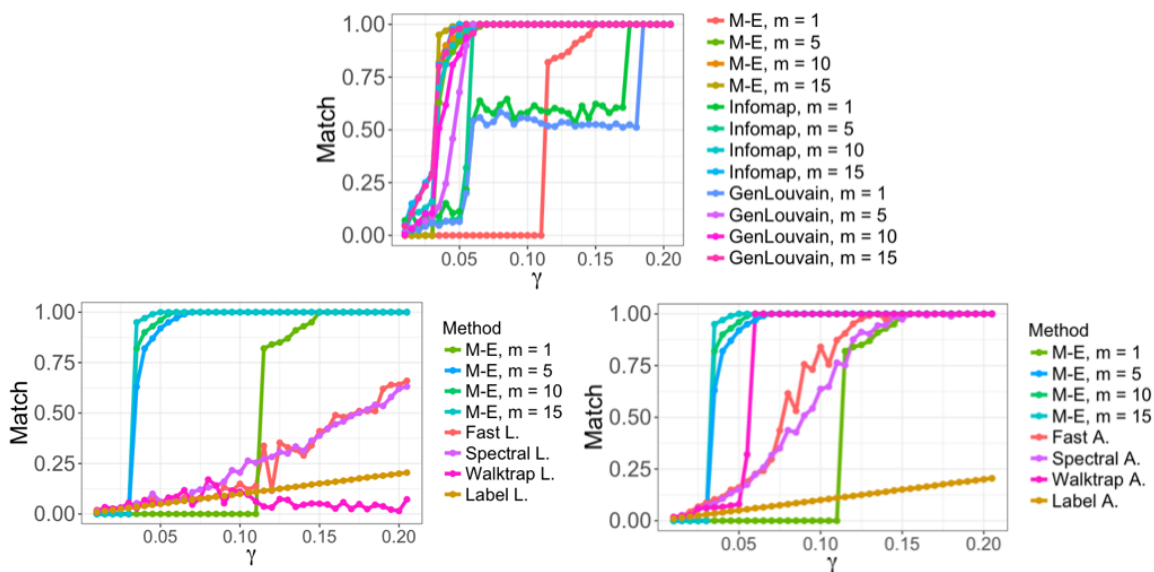 1.00
0.75
0.50
0.25
0.00
Match
0.05 0.10 0.15 0.20
γ
M-E, m = 1
M-E, m = 5
M-E, m = 10
M-E, m = 15
Infomap, m = 1
Infomap, m = 5
Infomap, m = 10
Infomap, m = 15
GenLouvain, m = 1
GenLouvain, m = 5
GenLouvain, m = 10
GenLouvain, m = 15
1.00
0.75
0.50
0.25
0.00
Match
0.05 0.10 0.15 0.20
γ
Method
M-E, m = 1
M-E, m = 5
M-E, m = 10
M-E, m = 15
Fast L.
Spectral L.
Walktrap L.
Label L.
1.00
0.75
0.50
0.25
0.00
Match
0.05 0.10 0.15 0.20
γ
Method
M-E, m = 1
M-E, m = 5
M-E, m = 10
M-E, m = 15
Fast A.
Spectral A.
Walktrap A.
Label A.